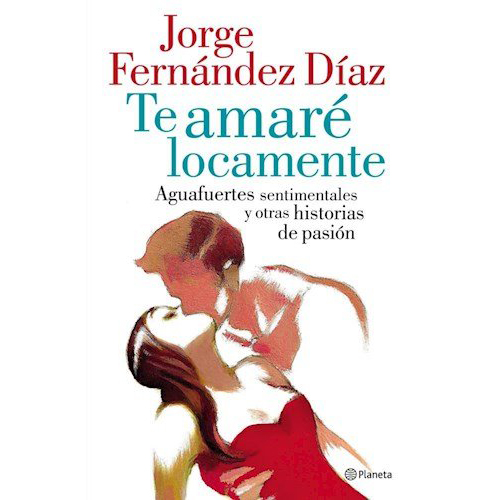 Jorge
Fernández Díaz
Te amaré
locamente
Aguafuertes sentimentales
y otras historias
de pasión
Planeta